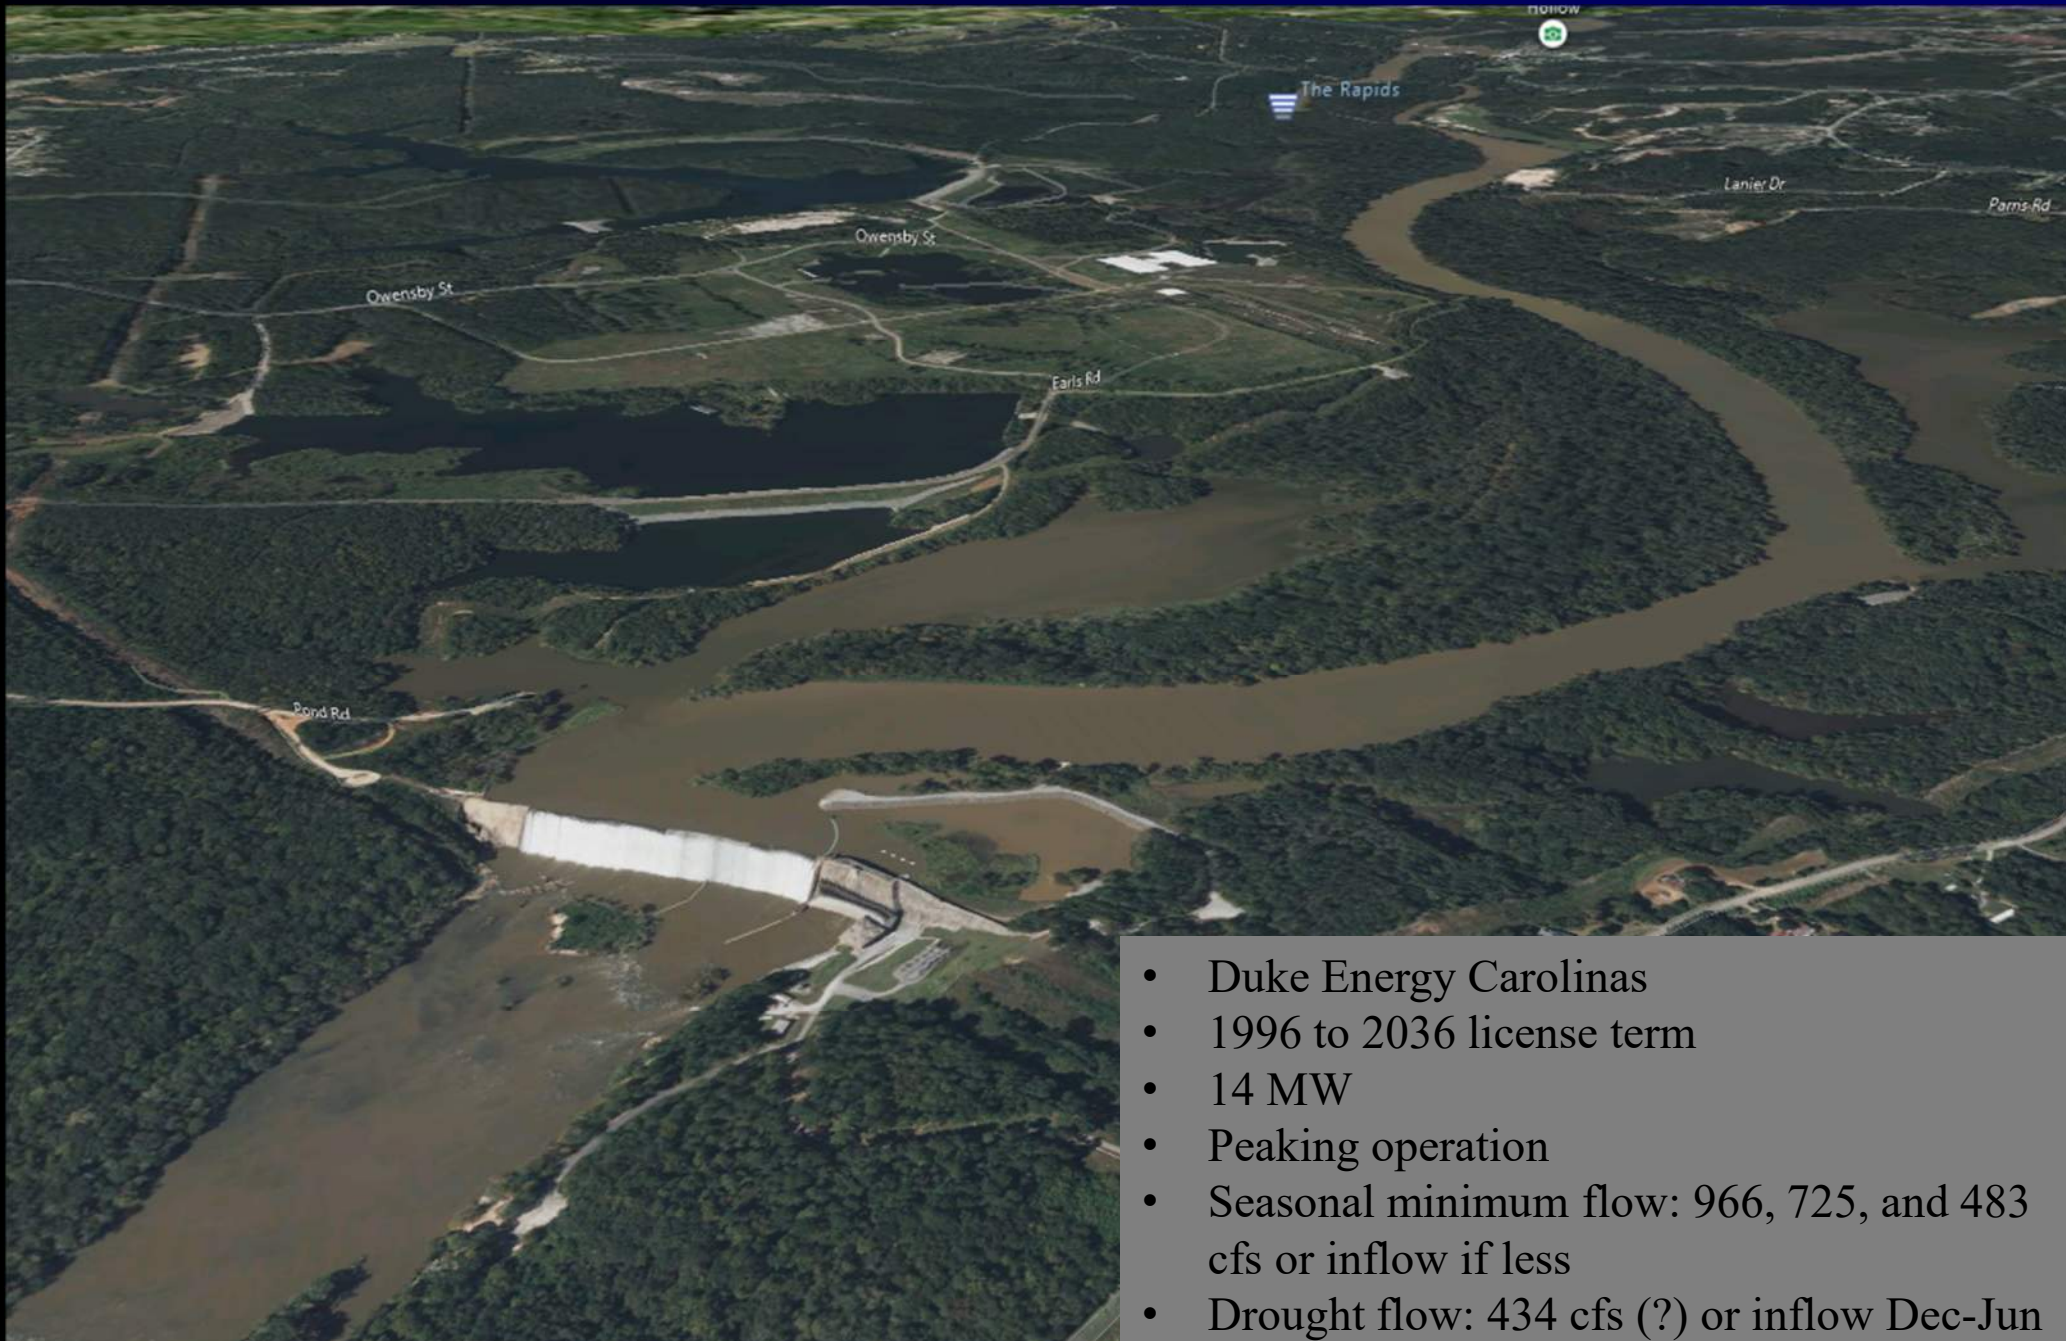 Hollow
The Rapids
Lanier Dr
Parris Rd
Owensby St
Owensby St
Earls Rd
Pond Rd
• Duke Energy Carolinas
• 1996 to 2036 license term
• 14 MW
• Peaking operation
• Seasonal minimum flow: 966, 725, and 483
cfs or inflow if less
• Drought flow: 434 cfs (?) or inflow Dec-Jun